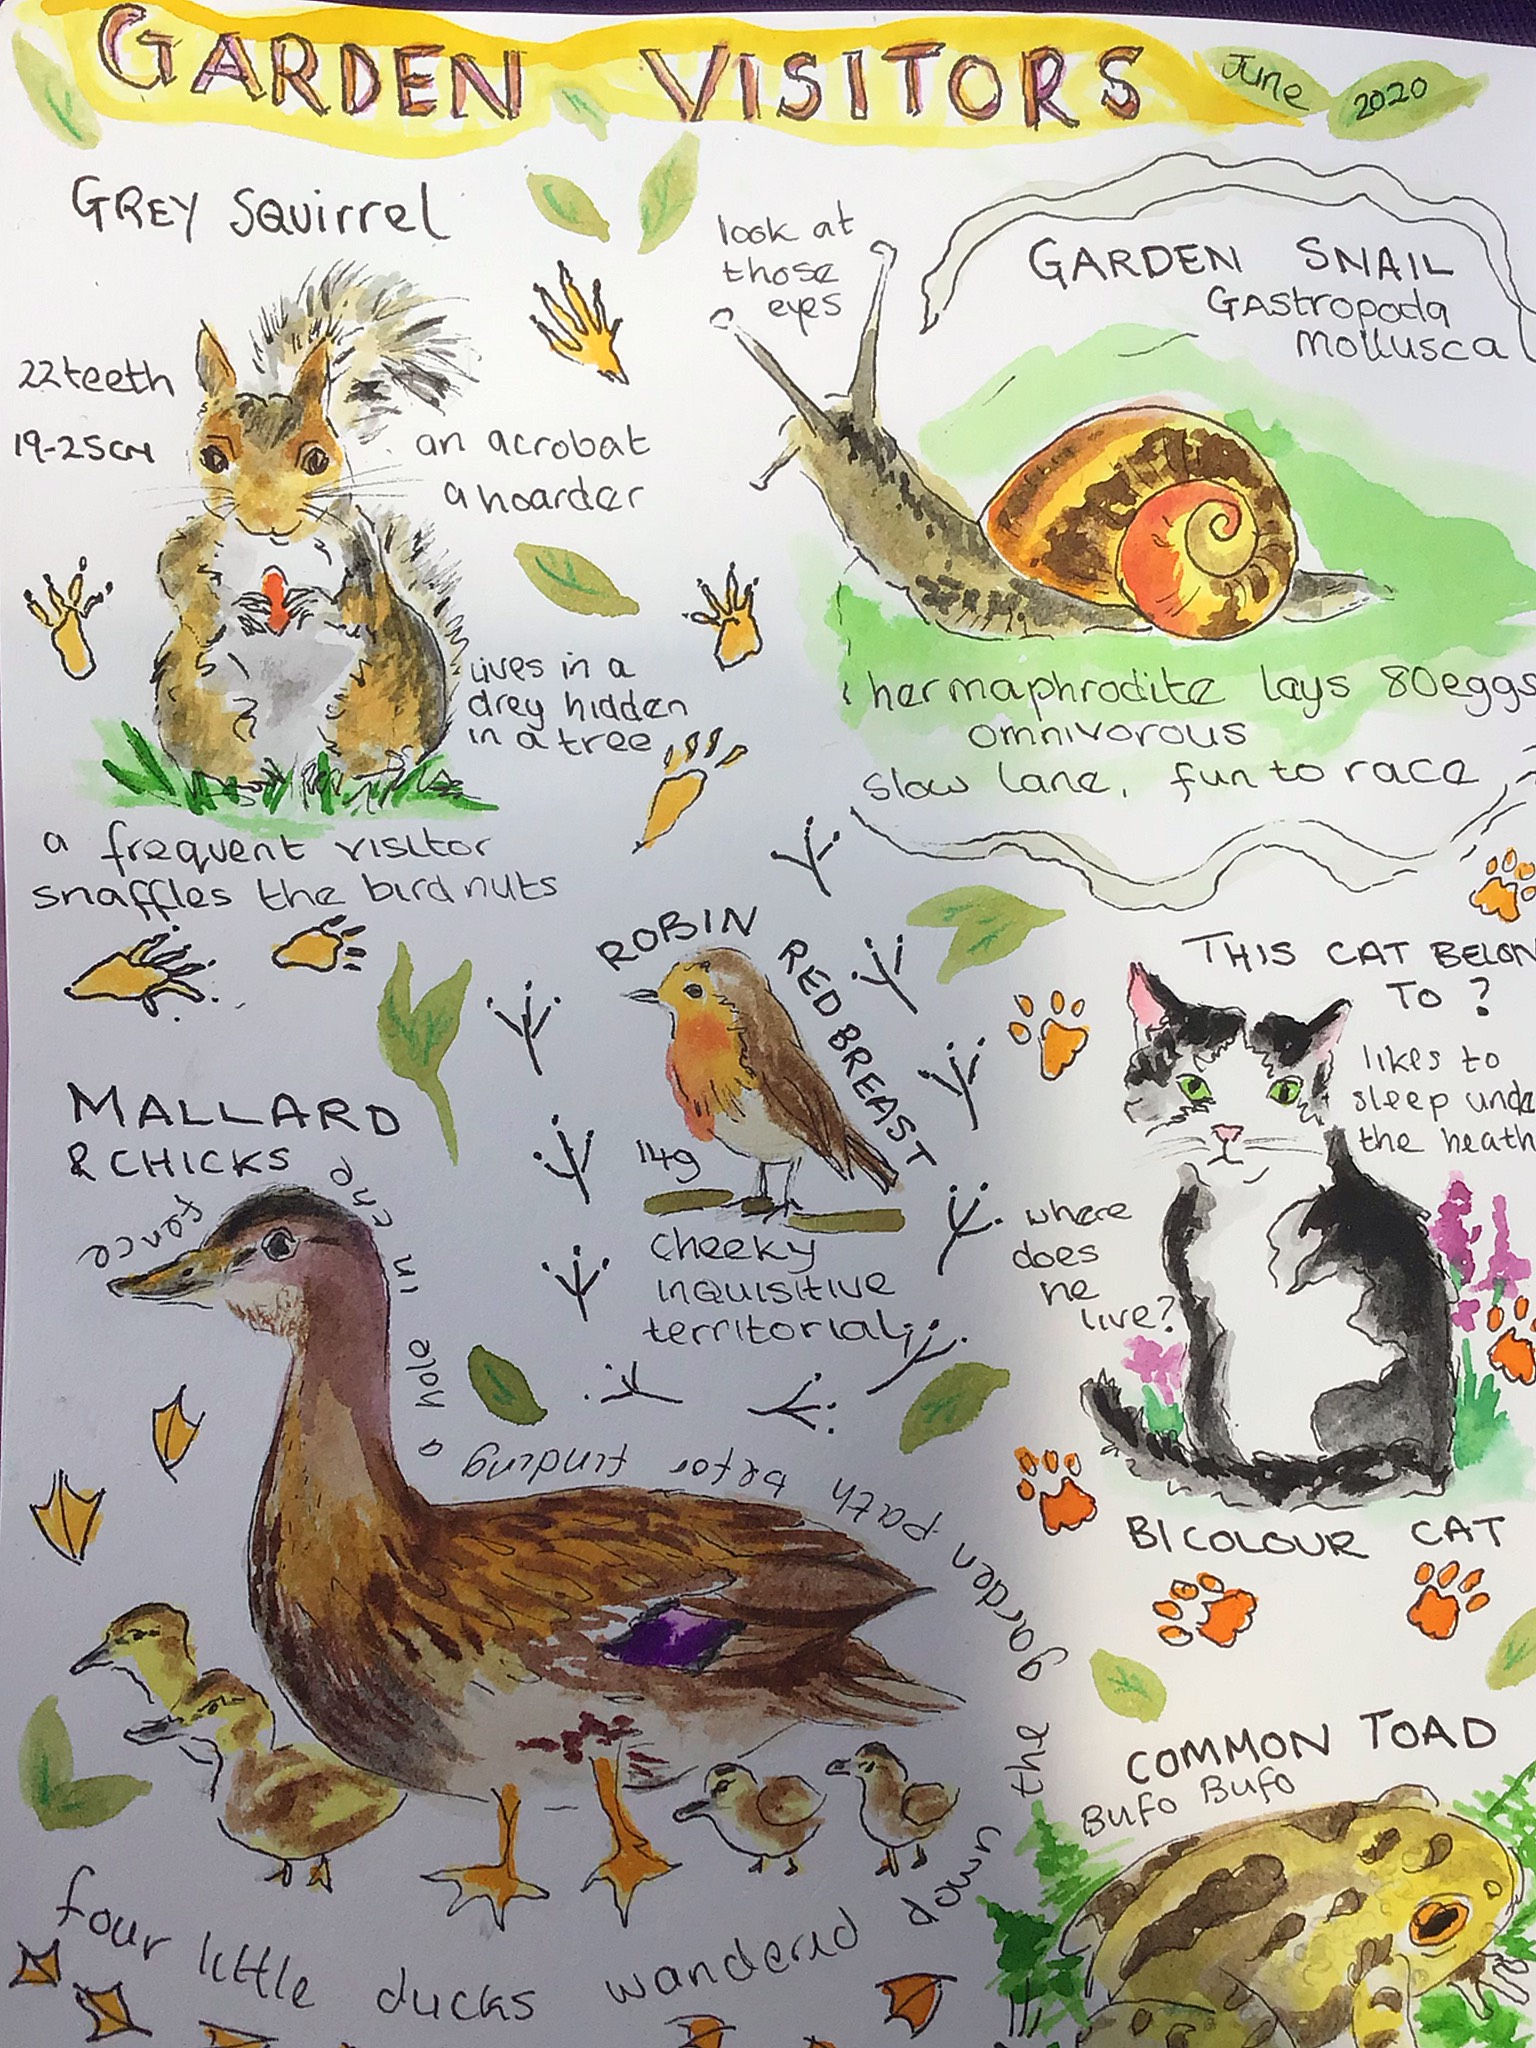 GARDEN VISITORS
June 2020
GREY Squirrel
22 teeth
19-25cm
an acrobat
a hoarder
lives in a
drey hidden
in a tree
a frequent visitor
snaffles the bird nuts
look at
those
eyes
GARDEN SNAIL
Gastropoda
Mollusca
hermaphrodite lays 80 eggs
omnivorous
slow lane, fun to race
ROBIN
RED BREAST
14g
cheeky
inquisitive
territorial
THIS CAT BELON
TO ?
likes to
sleep unde
the heath
where
does
he
live?
BICOLOUR CAT
MALLARD
& CHICKS
four little ducks wandered down the garden path befor finding a hole in the fence
COMMON TOAD
Bufo Bufo